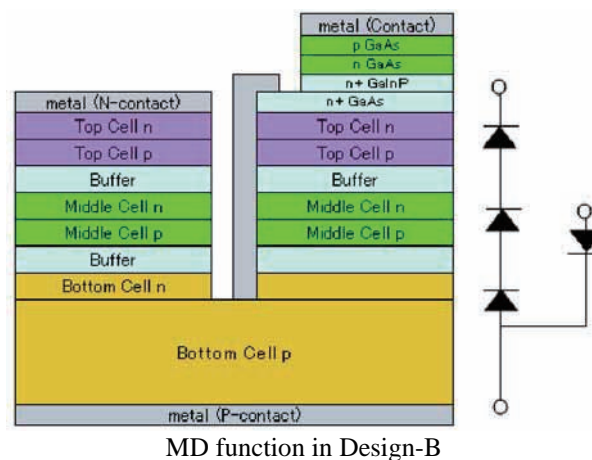 metal (Contact)
p GaAs
n GaAs
n+ GaInP
n+ GaAs
metal (N-contact)
Top Cell n
Top Cell p
Buffer
Middle Cell n
Middle Cell p
Buffer
Bottom Cell n
Top Cell n
Top Cell p
Buffer
Middle Cell n
Middle Cell p
Bottom Cell p
metal (P-contact)
MD function in Design-B